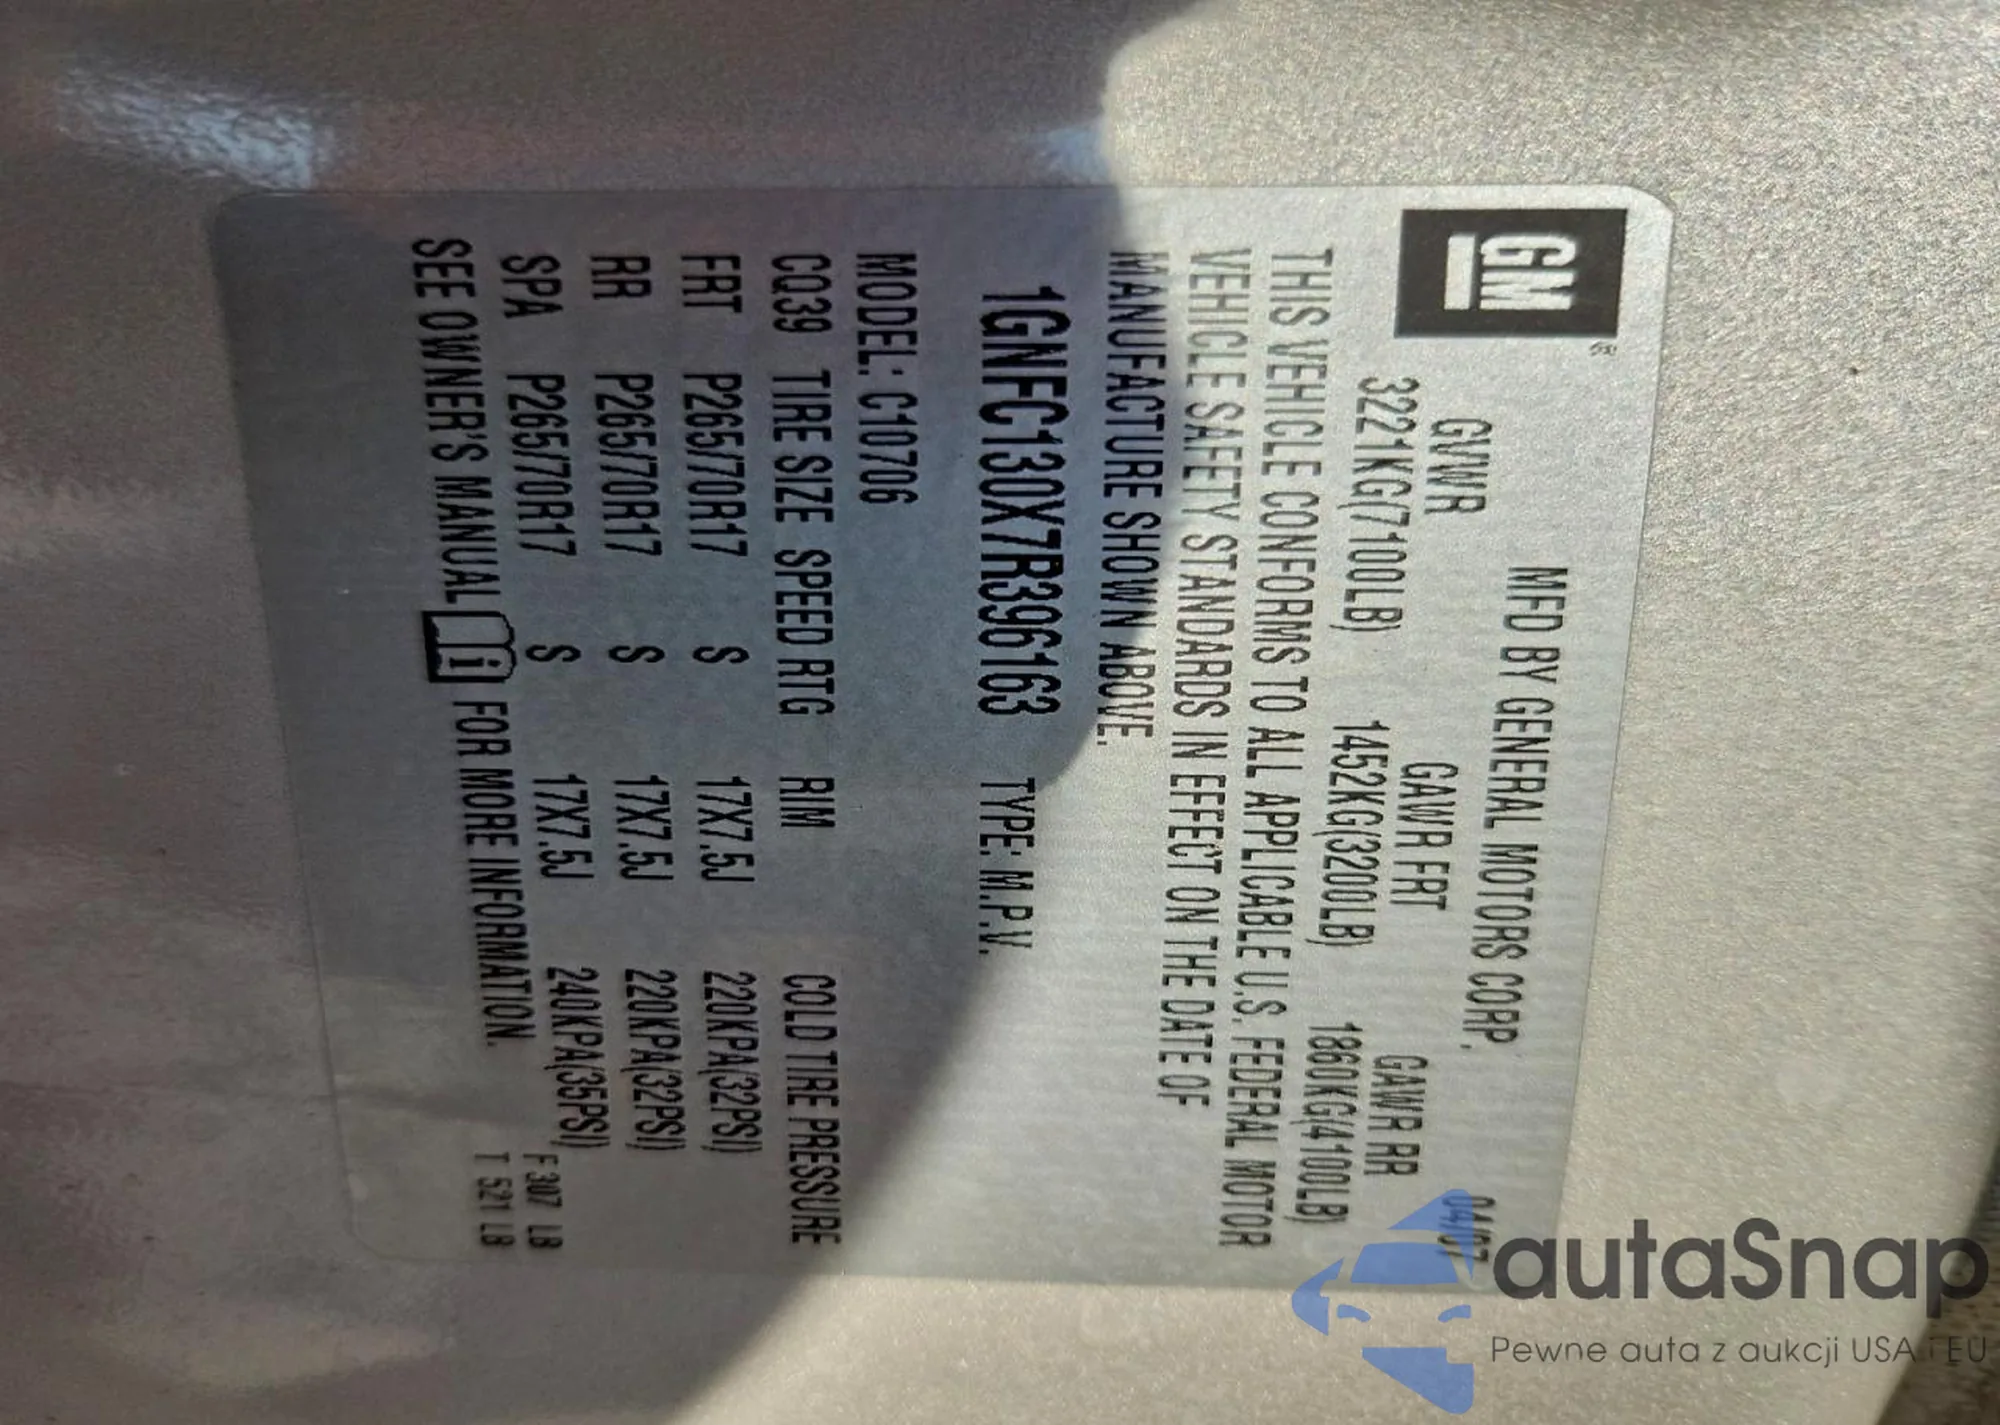 GM®
MFD BY GENERAL MOTORS CORP. 04/07
GVWR GAWR FRT GAWR RR
3221KG(7100LB) 1452KG(3200LB) 1860KG(4100LB)
THIS VEHICLE CONFORMS TO ALL APPLICABLE U.S. FEDERAL MOTOR
VEHICLE SAFETY STANDARDS IN EFFECT ON THE DATE OF
MANUFACTURE SHOWN ABOVE.
1GNFC130X7R396163 TYPE: M.P.V.
MODEL: C10706
CQ39 TIRE SIZE SPEED RTG RIM COLD TIRE PRESSURE
FRT P265/70R17 S 17X7.5J 220KPA(32PSI)
RR P265/70R17 S 17X7.5J 220KPA(32PSI)
SPA P265/70R17 S 17X7.5J 240KPA(35PSI)
SEE OWNER'S MANUAL i FOR MORE INFORMATION.
F 307 LB
T 521 LB
autaSnap
Pewne auta z aukcji USA i EU